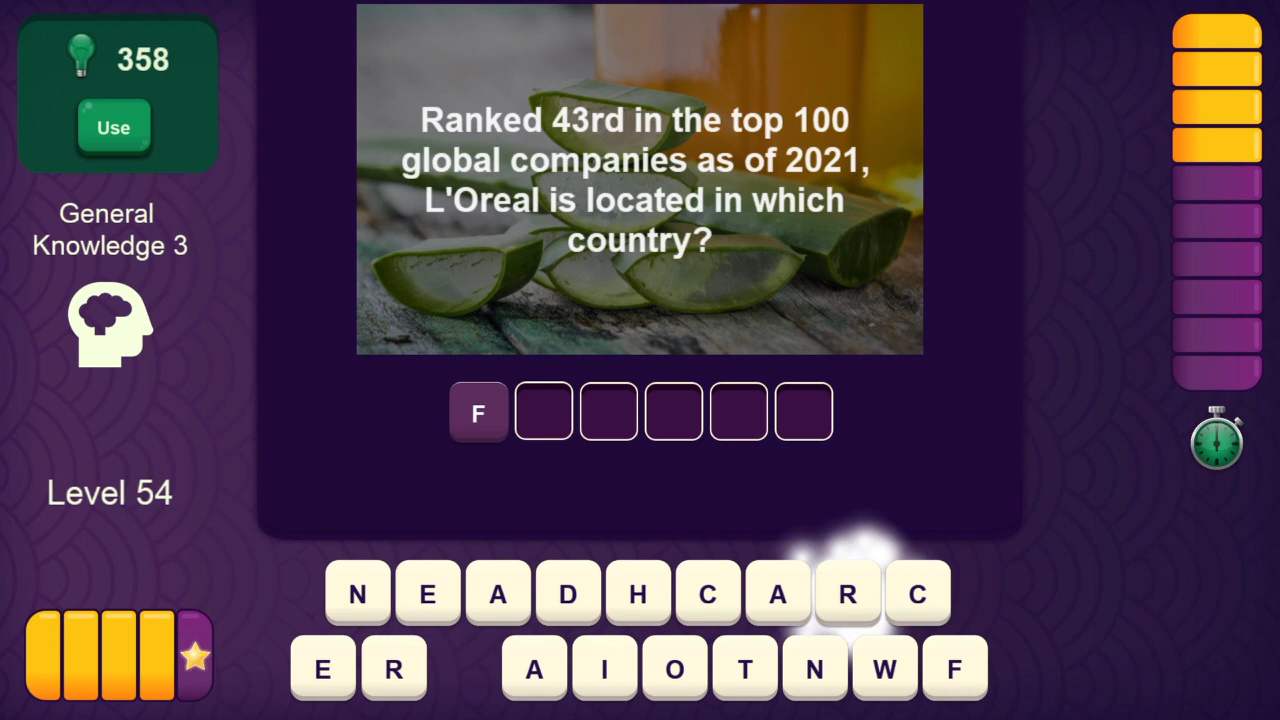 358
Use
General
Knowledge 3
Level 54
Ranked 43rd in the top 100
global companies as of 2021,
L'Oreal is located in which
country?
F
N E A D H C A R C
E R A I O T N W F